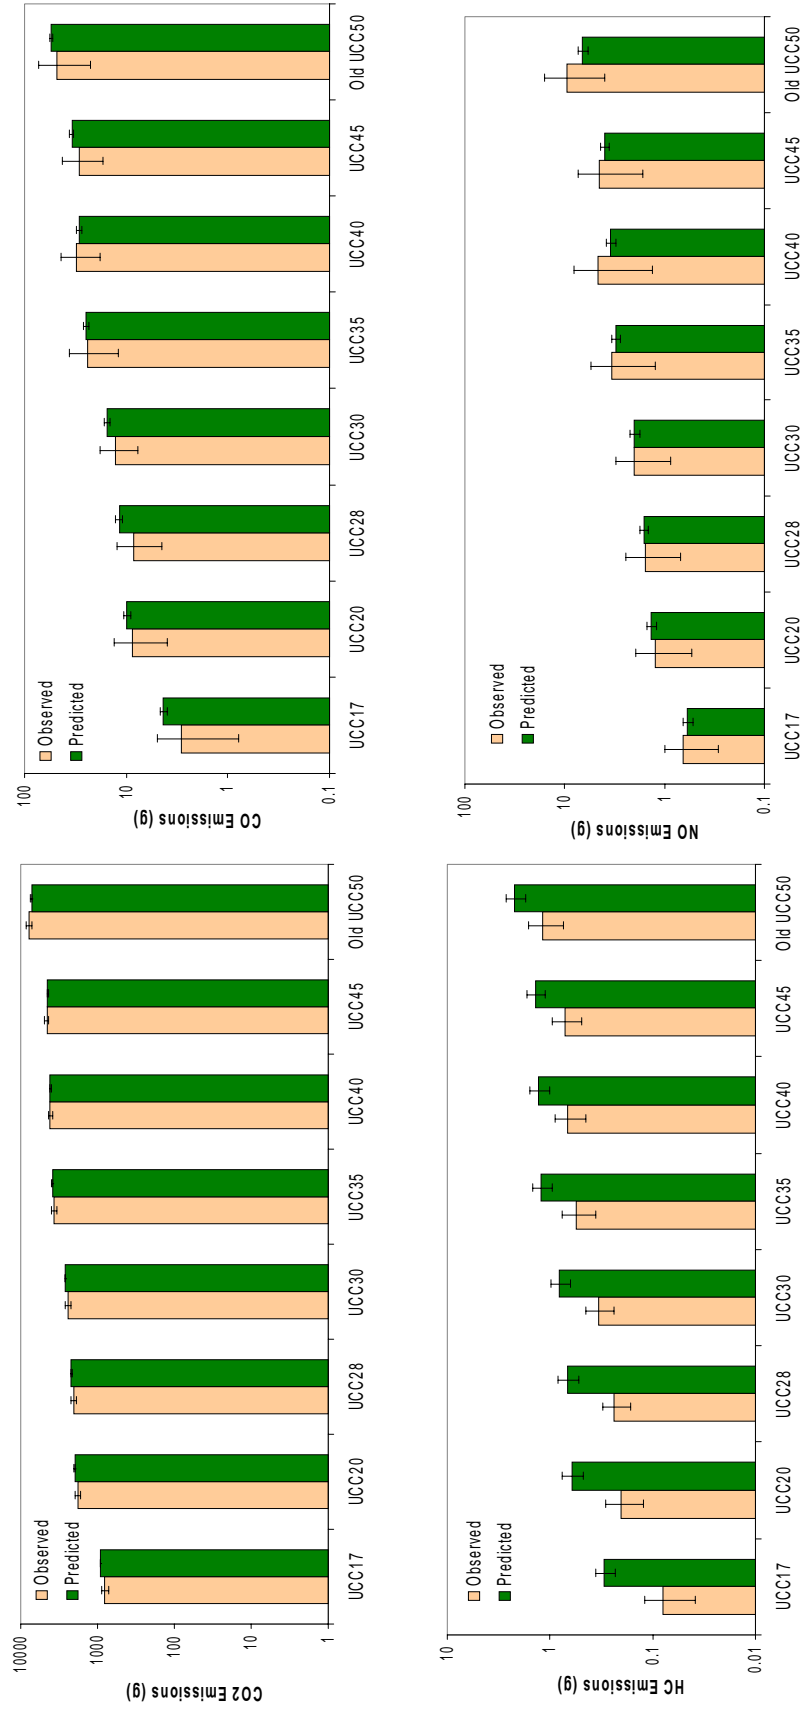 CO2 Emissions (g)
10000
1000
100
10
1
Observed
Predicted
UCC17
UCC20
UCC28
UCC30
UCC35
UCC40
UCC45
Old UCC50
CO Emissions (g)
100
10
1
0.1
Observed
Predicted
UCC17
UCC20
UCC28
UCC30
UCC35
UCC40
UCC45
Old UCC50
HC Emissions (g)
10
1
0.1
0.01
Observed
Predicted
UCC17
UCC20
UCC28
UCC30
UCC35
UCC40
UCC45
Old UCC50
NO Emissions (g)
100
10
1
0.1
Observed
Predicted
UCC17
UCC20
UCC28
UCC30
UCC35
UCC40
UCC45
Old UCC50